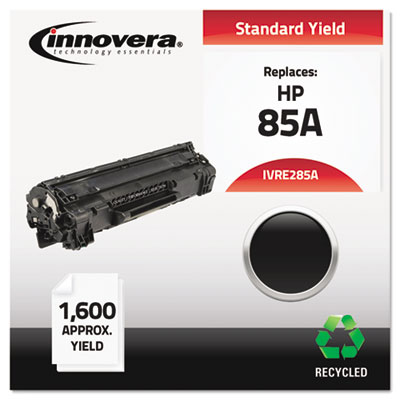 innovera
technology essentials
Standard Yield
Replaces:
HP
85A
IVRE285A
1,600
APPROX.
YIELD
RECYCLED